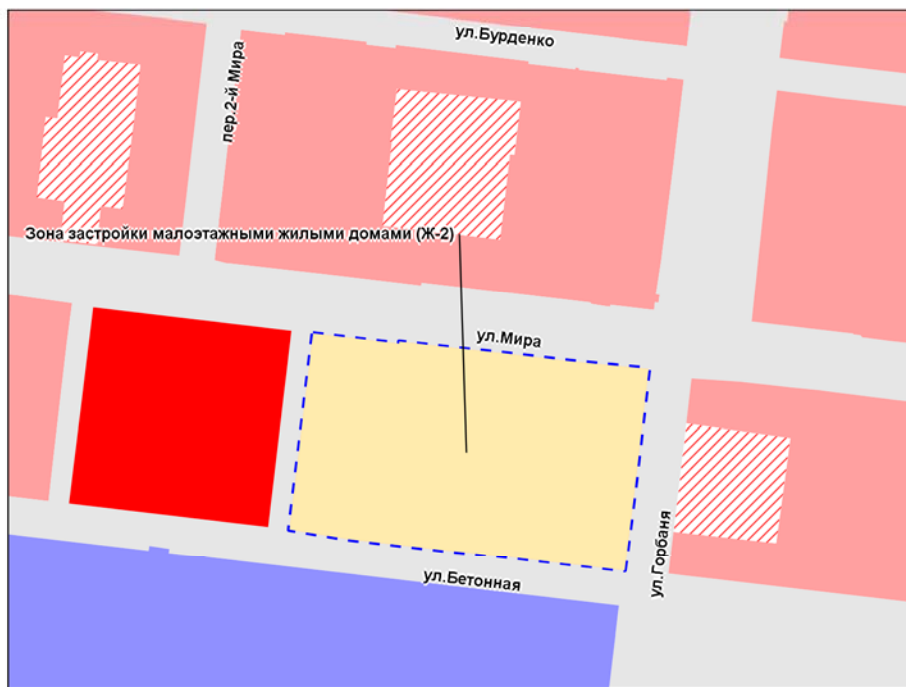 ул.Бурденко
пер.2-й Мира
Зона застройки малоэтажными жилыми домами (Ж-2)
ул.Мира
ул.Горбаня
ул.Бетонная